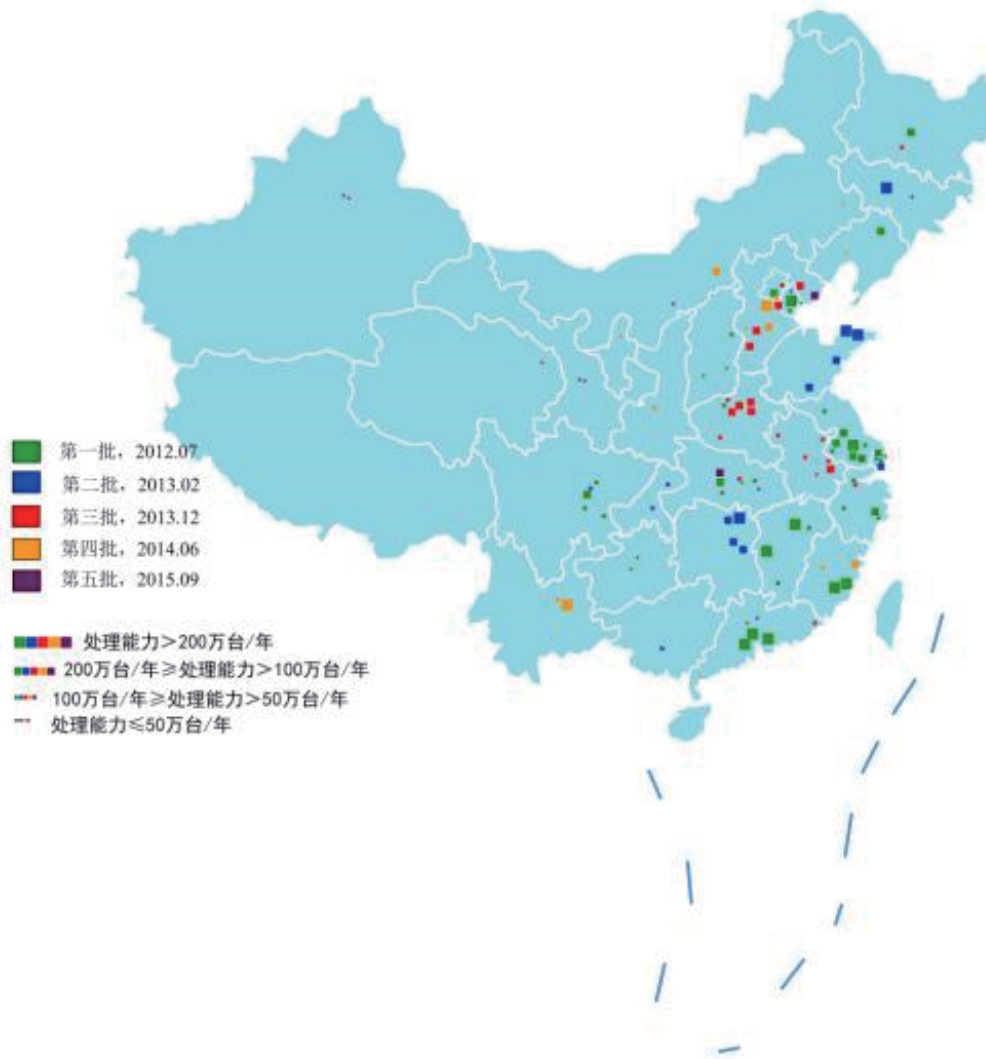 第一批，2012.07
第二批，2013.02
第三批，2013.12
第四批，2014.06
第五批，2015.09
处理能力＞200万台/年
200万台/年≥处理能力＞100万台/年
100万台/年≥处理能力＞50万台/年
处理能力≤50万台/年